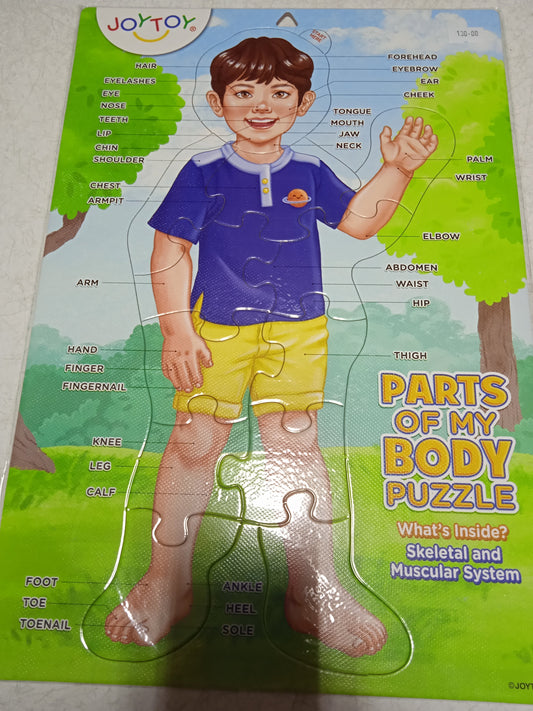 JOYTOY®
START
HERE
130-00
HAIR
EYELASHES
EYE
NOSE
TEETH
LIP
CHIN
SHOULDER
CHEST
ARMPIT
ARM
HAND
FINGER
FINGERNAIL
KNEE
LEG
CALF
FOOT
TOE
TOENAIL
FOREHEAD
EYEBROW
EAR
CHEEK
TONGUE
MOUTH
JAW
NECK
PALM
WRIST
ELBOW
ABDOMEN
WAIST
HIP
THIGH
ANKLE
HEEL
SOLE
PARTS
OF MY
BODY
PUZZLE
What's Inside?
Skeletal and
Muscular System
©JOYT